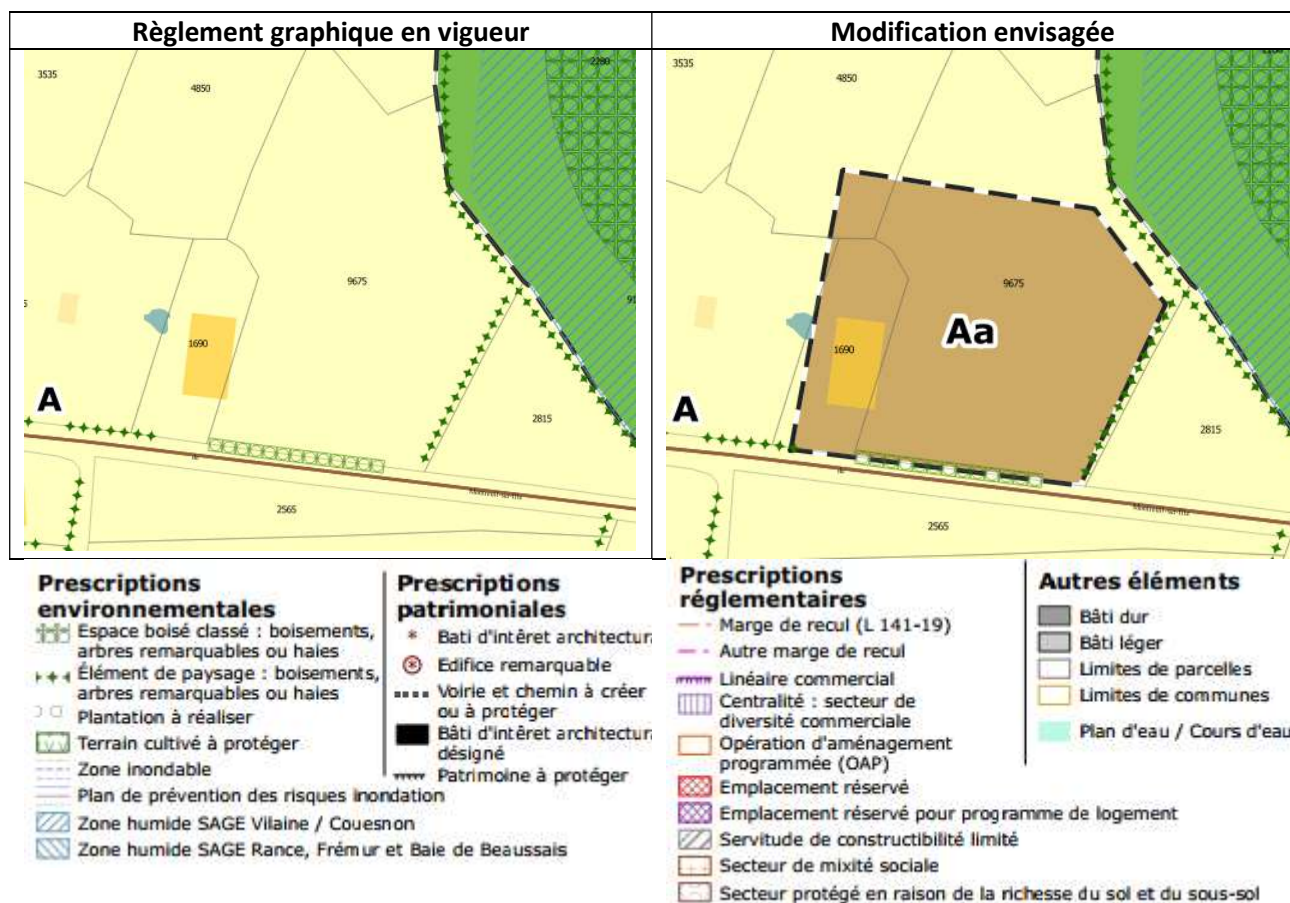 Règlement graphique en vigueur
Modification envisagée
3535
4850
2280
9675
1690
A
2815
2565
3535
4850
9675
1690
Aa
A
2815
2565
Prescriptions
environnementales
Espace boisé classé : boisements,
arbres remarquables ou haies
Élément de paysage : boisements,
arbres remarquables ou haies
Plantation à réaliser
Terrain cultivé à protéger
Zone inondable
Plan de prévention des risques inondation
Zone humide SAGE Vilaine / Couesnon
Zone humide SAGE Rance, Frémur et Baie de Beaussais
Prescriptions
patrimoniales
Bati d'intêret architectura
Edifice remarquable
Voirie et chemin à créer
ou à protéger
Bâti d'intêret architectura
désigné
Patrimoine à protéger
Prescriptions
réglementaires
Marge de recul (L 141-19)
Autre marge de recul
Linéaire commercial
Centralité : secteur de
diversité commerciale
Opération d'aménagement
programmée (OAP)
Emplacement réservé
Emplacement réservé pour programme de logement
Servitude de constructibilité limité
Secteur de mixité sociale
Secteur protégé en raison de la richesse du sol et du sous-sol
Autres éléments
Bâti dur
Bâti léger
Limites de parcelles
Limites de communes
Plan d'eau / Cours d'eau